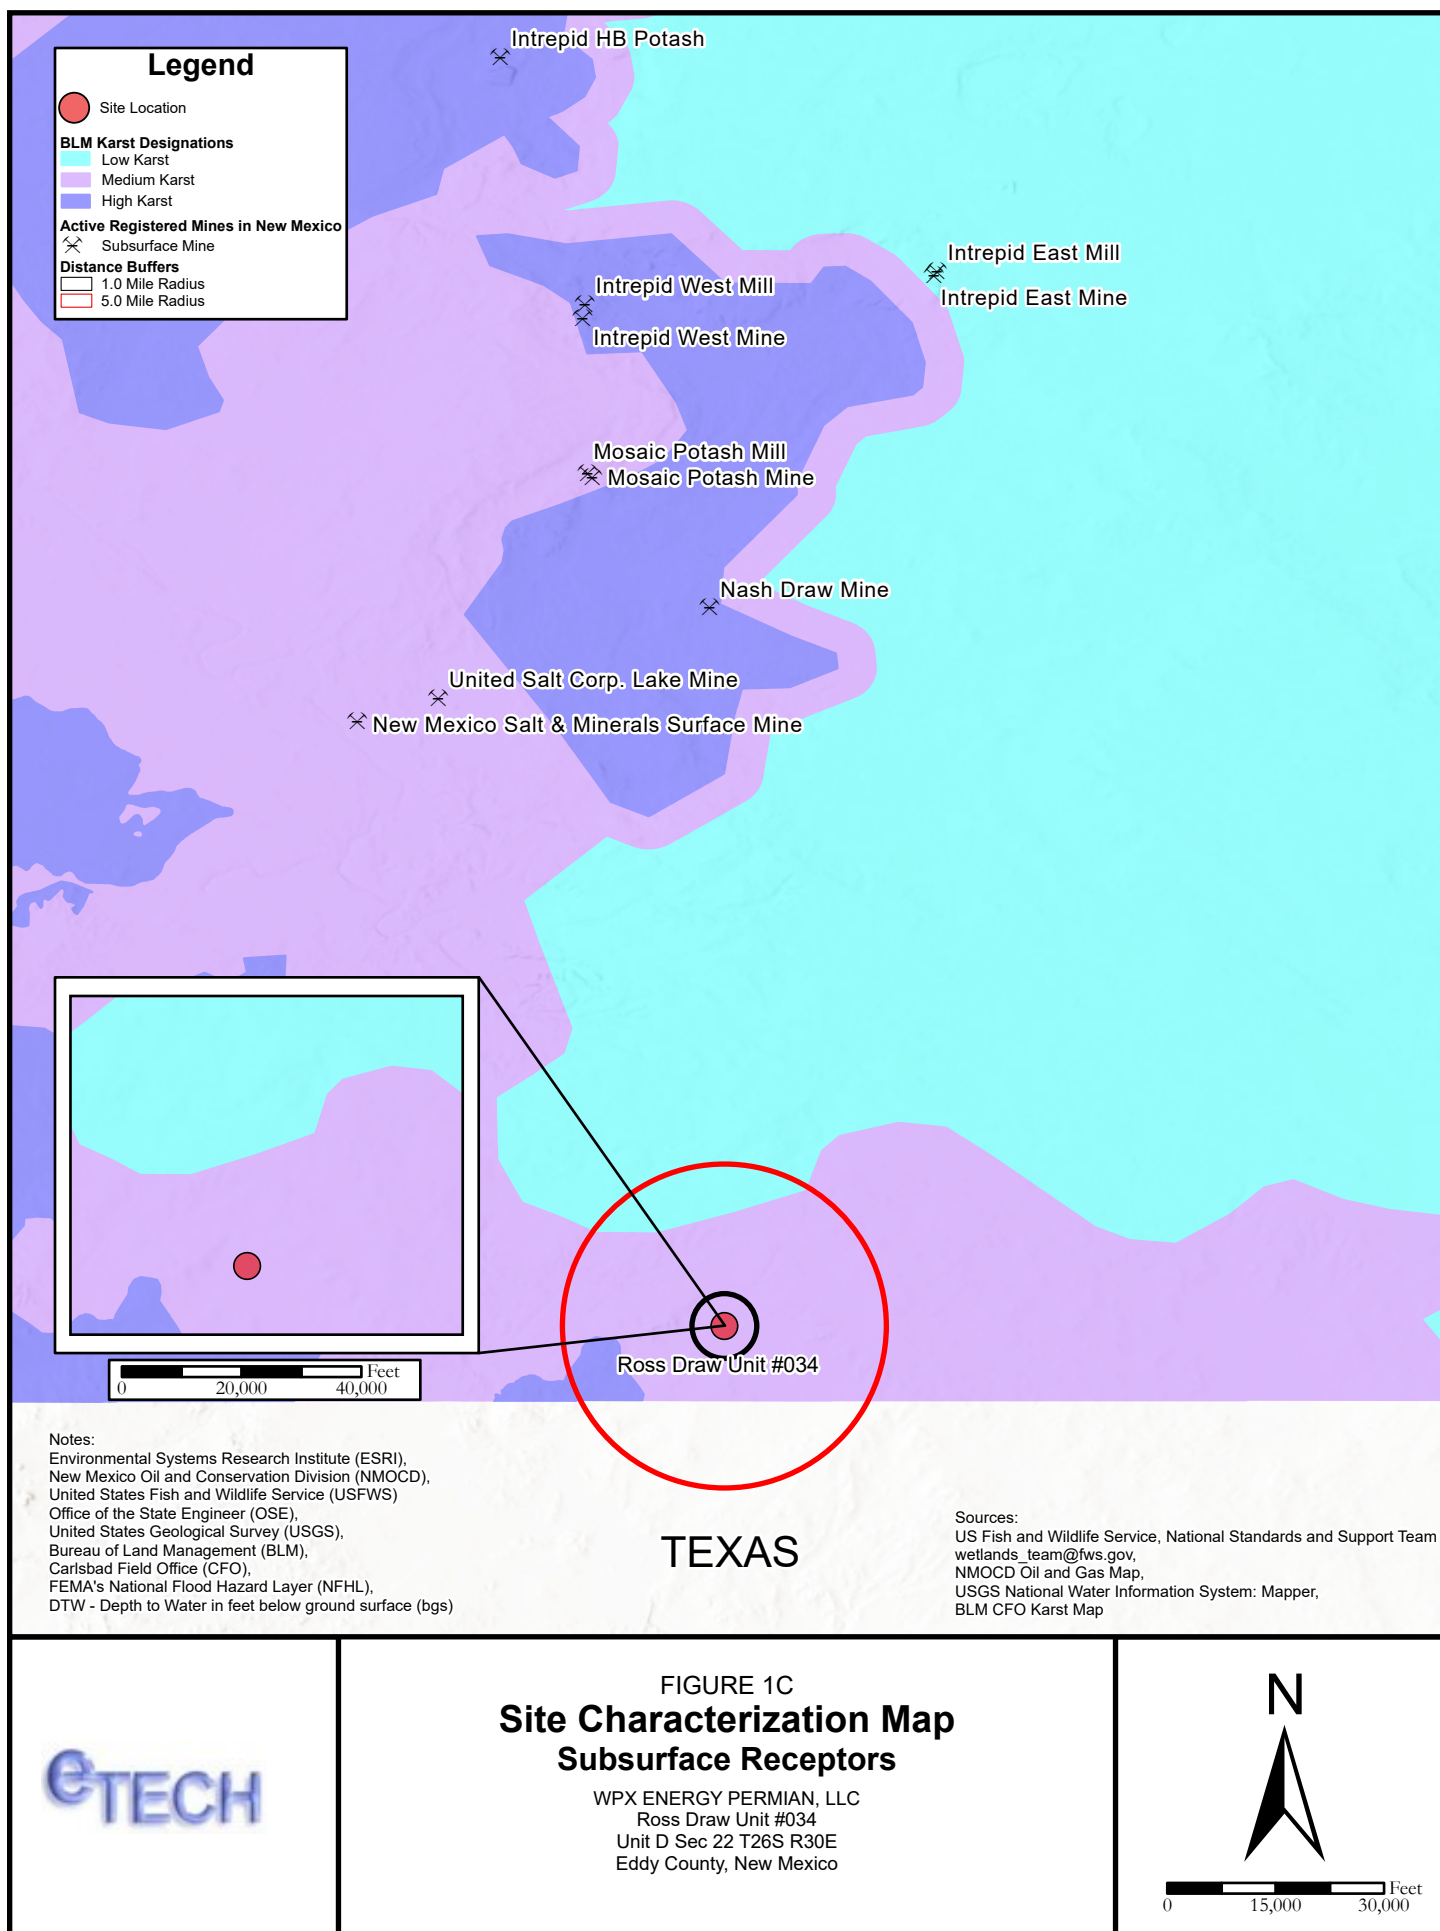 Legend
Site Location
BLM Karst Designations
Low Karst
Medium Karst
High Karst
Active Registered Mines in New Mexico
Subsurface Mine
Distance Buffers
1.0 Mile Radius
5.0 Mile Radius
Intrepid HB Potash
Intrepid East Mill
Intrepid East Mine
Intrepid West Mill
Intrepid West Mine
Mosaic Potash Mill
Mosaic Potash Mine
Nash Draw Mine
United Salt Corp. Lake Mine
New Mexico Salt & Minerals Surface Mine
Ross Draw Unit #034
Feet
0 20,000 40,000
Notes:
Environmental Systems Research Institute (ESRI),
New Mexico Oil and Conservation Division (NMOCD),
United States Fish and Wildlife Service (USFWS)
Office of the State Engineer (OSE),
United States Geological Survey (USGS),
Bureau of Land Management (BLM),
Carlsbad Field Office (CFO),
FEMA's National Flood Hazard Layer (NFHL),
DTW - Depth to Water in feet below ground surface (bgs)
TEXAS
Sources:
US Fish and Wildlife Service, National Standards and Support Team
wetlands_team@fws.gov,
NMOCD Oil and Gas Map,
USGS National Water Information System: Mapper,
BLM CFO Karst Map
eTECH
FIGURE 1C
Site Characterization Map
Subsurface Receptors
WPX ENERGY PERMIAN, LLC
Ross Draw Unit #034
Unit D Sec 22 T26S R30E
Eddy County, New Mexico
N
Feet
0 15,000 30,000